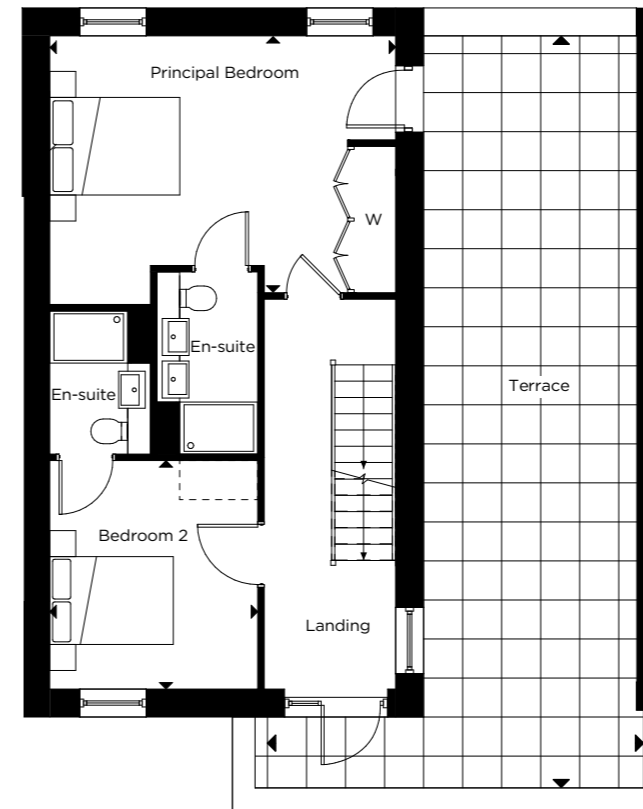 Principal Bedroom
W
En-suite
En-suite
Terrace
Bedroom 2
Landing